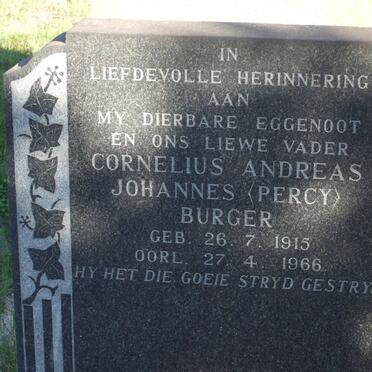 IN
LIEFDEVOLLE HERINNERING
AAN
MY DIERBARE EGGENOOT
EN ONS LIEWE VADER
CORNELIUS ANDREAS
JOHANNES (PERCY)
BURGER
GEB. 26. 7. 1915
OORL. 27. 4. 1966
HY HET DIE GOEIE STRYD GESTRY.